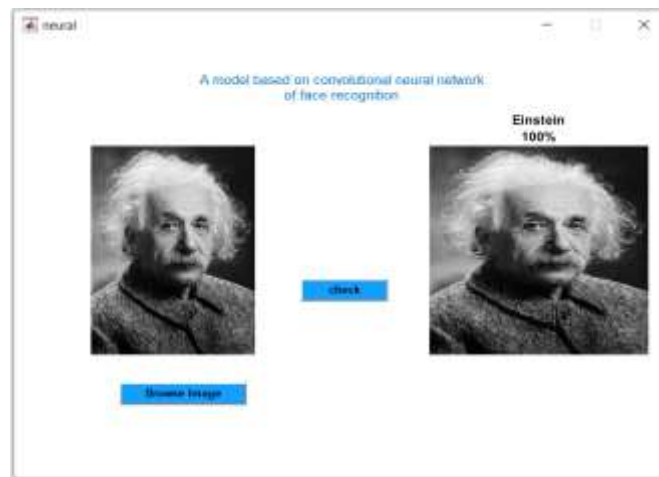 neural
A model based on convolutional neural network
of face recognition
Einstein
100%
check
Browse Image